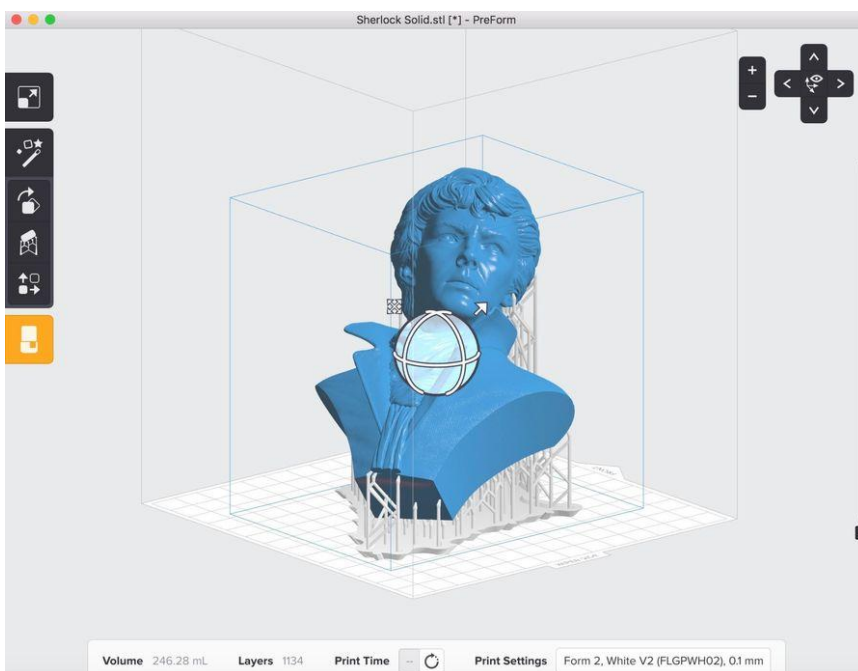 Sherlock Solid.stl [*] - PreForm
Volume 246.28 mL Layers 1134 Print Time -- Print Settings Form 2, White V2 (FLGPWH02), 0.1 mm